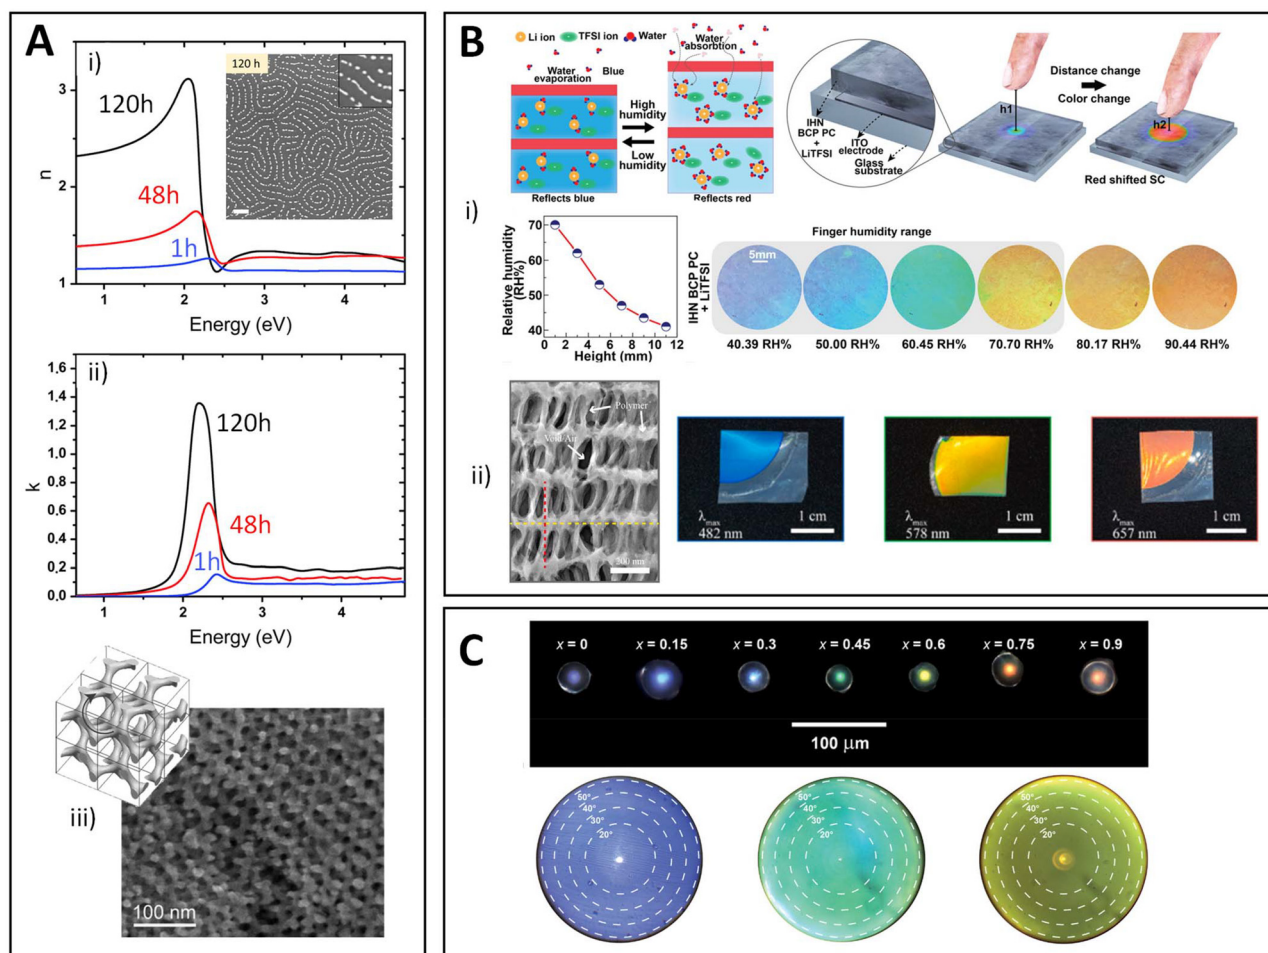 A
i)
120h
120 h
48h
1h
n
3
2
1
1
2
3
4
Energy (eV)
ii)
1,6
1,4
1,2
1,0
0,8
0,6
0,4
0,2
0,0
k
120h
48h
1h
1
2
3
4
Energy (eV)
iii)
100 nm
B
Li ion
TFSI ion
Water
Water
evaporation
Blue
Water
absorbtion
High
humidity
Low
humidity
Reflects blue
Reflects red
IHN
BCP PC
+
LiTFSI
ITO
electrode
Glass
substrate
h1
Distance change
Color change
h2
Red shifted SC
i)
Relative humidity
(RH%)
70
60
50
40
0 2 4 6 8 10 12
Height (mm)
Finger humidity range
IHN BCP PC
+ LiTFSI
5mm
40.39 RH%
50.00 RH%
60.45 RH%
70.70 RH%
80.17 RH%
90.44 RH%
ii)
Polymer
Void-Air
200 nm
λmax
482 nm
1 cm
λmax
578 nm
1 cm
λmax
657 nm
1 cm
C
x = 0
x = 0.15
x = 0.3
x = 0.45
x = 0.6
x = 0.75
x = 0.9
100 μm
50°
40°
30°
20°
50°
40°
30°
20°
50°
40°
30°
20°